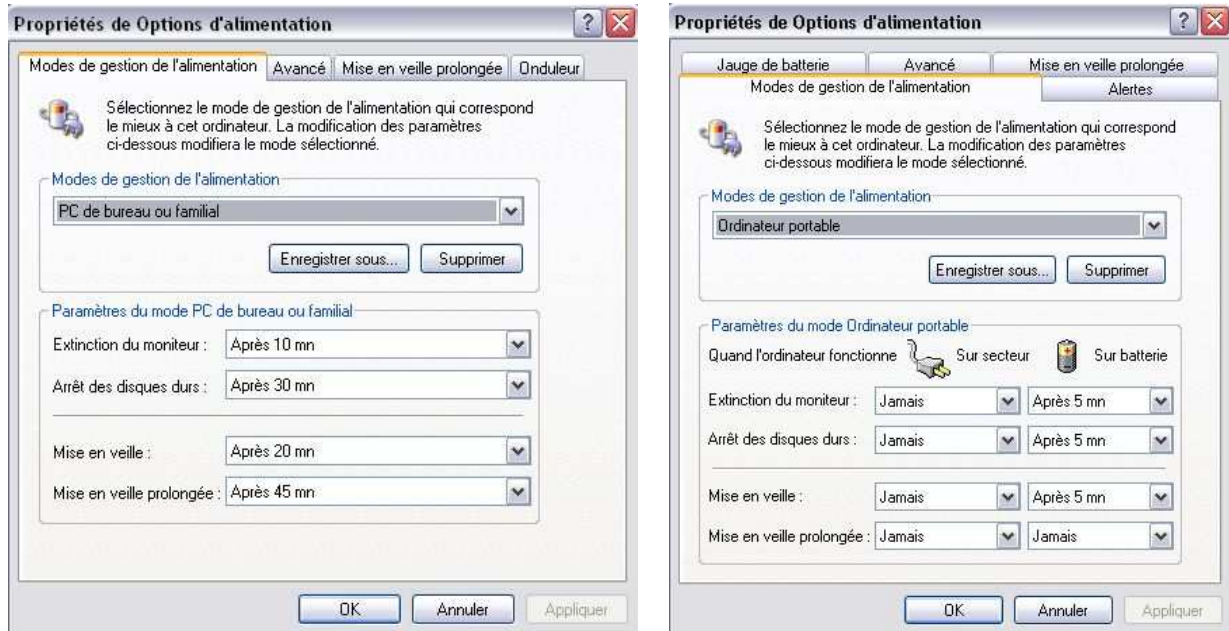 Propriétés de Options d'alimentation
Modes de gestion de l'alimentation Avancé Mise en veille prolongée Onduleur
Sélectionnez le mode de gestion de l'alimentation qui correspond
le mieux à cet ordinateur. La modification des paramètres
ci-dessous modifiera le mode sélectionné.
Modes de gestion de l'alimentation
PC de bureau ou familial
Enregistrer sous... Supprimer
Paramètres du mode PC de bureau ou familial
Extinction du moniteur : Après 10 mn
Arrêt des disques durs : Après 30 mn
Mise en veille : Après 20 mn
Mise en veille prolongée : Après 45 mn
OK Annuler Appliquer
Propriétés de Options d'alimentation
Jauge de batterie Avancé Mise en veille prolongée
Modes de gestion de l'alimentation Alertes
Sélectionnez le mode de gestion de l'alimentation qui correspond
le mieux à cet ordinateur. La modification des paramètres
ci-dessous modifiera le mode sélectionné.
Modes de gestion de l'alimentation
Ordinateur portable
Enregistrer sous... Supprimer
Paramètres du mode Ordinateur portable
Quand l'ordinateur fonctionne Sur secteur Sur batterie
Extinction du moniteur : Jamais Après 5 mn
Arrêt des disques durs : Jamais Après 5 mn
Mise en veille : Jamais Après 5 mn
Mise en veille prolongée : Jamais Jamais
OK Annuler Appliquer